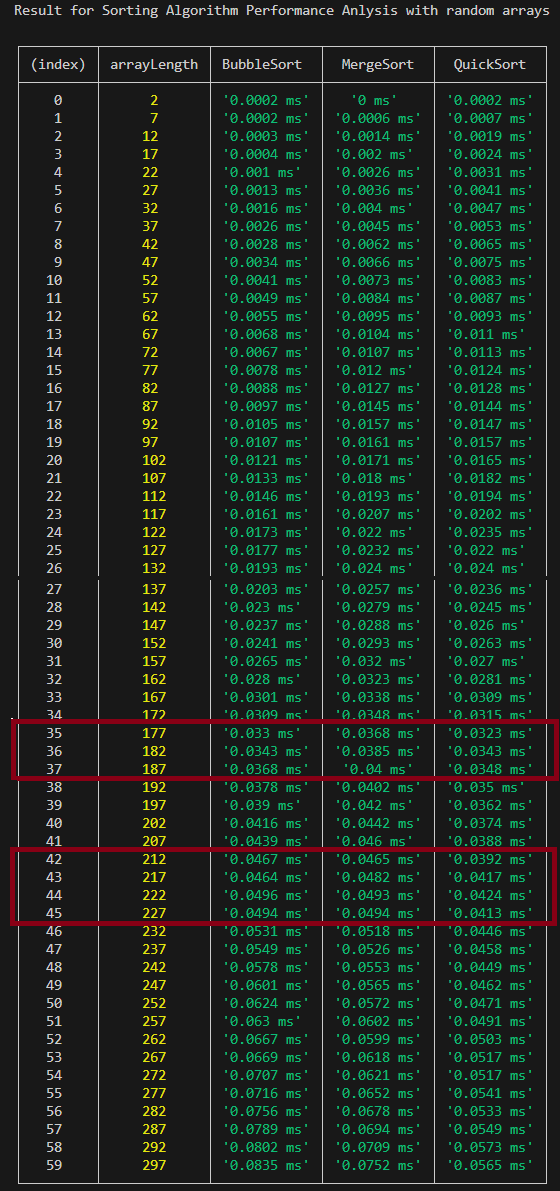 Result for Sorting Algorithm Performance Anlysis with random arrays
(index) arrayLength BubbleSort MergeSort QuickSort
0 2 '0.0002 ms' '0 ms' '0.0002 ms'
1 7 '0.0002 ms' '0.0006 ms' '0.0007 ms'
2 12 '0.0003 ms' '0.0014 ms' '0.0019 ms'
3 17 '0.0004 ms' '0.002 ms' '0.0024 ms'
4 22 '0.001 ms' '0.0026 ms' '0.0031 ms'
5 27 '0.0013 ms' '0.0036 ms' '0.0041 ms'
6 32 '0.0016 ms' '0.004 ms' '0.0047 ms'
7 37 '0.0026 ms' '0.0045 ms' '0.0053 ms'
8 42 '0.0028 ms' '0.0062 ms' '0.0065 ms'
9 47 '0.0034 ms' '0.0066 ms' '0.0075 ms'
10 52 '0.0041 ms' '0.0073 ms' '0.0083 ms'
11 57 '0.0049 ms' '0.0084 ms' '0.0087 ms'
12 62 '0.0055 ms' '0.0095 ms' '0.0093 ms'
13 67 '0.0068 ms' '0.0104 ms' '0.011 ms'
14 72 '0.0067 ms' '0.0107 ms' '0.0113 ms'
15 77 '0.0078 ms' '0.012 ms' '0.0124 ms'
16 82 '0.0088 ms' '0.0127 ms' '0.0128 ms'
17 87 '0.0097 ms' '0.0145 ms' '0.0144 ms'
18 92 '0.0105 ms' '0.0157 ms' '0.0147 ms'
19 97 '0.0107 ms' '0.0161 ms' '0.0157 ms'
20 102 '0.0121 ms' '0.0171 ms' '0.0165 ms'
21 107 '0.0133 ms' '0.018 ms' '0.0182 ms'
22 112 '0.0146 ms' '0.0193 ms' '0.0194 ms'
23 117 '0.0161 ms' '0.0207 ms' '0.0202 ms'
24 122 '0.0173 ms' '0.022 ms' '0.0235 ms'
25 127 '0.0177 ms' '0.0232 ms' '0.022 ms'
26 132 '0.0193 ms' '0.024 ms' '0.024 ms'
27 137 '0.0203 ms' '0.0257 ms' '0.0236 ms'
28 142 '0.023 ms' '0.0279 ms' '0.0245 ms'
29 147 '0.0237 ms' '0.0288 ms' '0.026 ms'
30 152 '0.0241 ms' '0.0293 ms' '0.0263 ms'
31 157 '0.0265 ms' '0.032 ms' '0.027 ms'
32 162 '0.028 ms' '0.0323 ms' '0.0281 ms'
33 167 '0.0301 ms' '0.0338 ms' '0.0309 ms'
34 172 '0.0309 ms' '0.0348 ms' '0.0315 ms'
35 177 '0.033 ms' '0.0368 ms' '0.0323 ms'
36 182 '0.0343 ms' '0.0385 ms' '0.0343 ms'
37 187 '0.0368 ms' '0.04 ms' '0.0348 ms'
38 192 '0.0378 ms' '0.0402 ms' '0.035 ms'
39 197 '0.039 ms' '0.042 ms' '0.0362 ms'
40 202 '0.0416 ms' '0.0442 ms' '0.0374 ms'
41 207 '0.0439 ms' '0.046 ms' '0.0388 ms'
42 212 '0.0467 ms' '0.0465 ms' '0.0392 ms'
43 217 '0.0464 ms' '0.0482 ms' '0.0417 ms'
44 222 '0.0496 ms' '0.0493 ms' '0.0424 ms'
45 227 '0.0494 ms' '0.0494 ms' '0.0413 ms'
46 232 '0.0531 ms' '0.0518 ms' '0.0446 ms'
47 237 '0.0549 ms' '0.0526 ms' '0.0458 ms'
48 242 '0.0578 ms' '0.0553 ms' '0.0449 ms'
49 247 '0.0601 ms' '0.0565 ms' '0.0462 ms'
50 252 '0.0624 ms' '0.0572 ms' '0.0471 ms'
51 257 '0.063 ms' '0.0602 ms' '0.0491 ms'
52 262 '0.0667 ms' '0.0599 ms' '0.0503 ms'
53 267 '0.0669 ms' '0.0618 ms' '0.0517 ms'
54 272 '0.0707 ms' '0.0621 ms' '0.0517 ms'
55 277 '0.0716 ms' '0.0652 ms' '0.0541 ms'
56 282 '0.0756 ms' '0.0678 ms' '0.0533 ms'
57 287 '0.0789 ms' '0.0694 ms' '0.0549 ms'
58 292 '0.0802 ms' '0.0709 ms' '0.0573 ms'
59 297 '0.0835 ms' '0.0752 ms' '0.0565 ms'